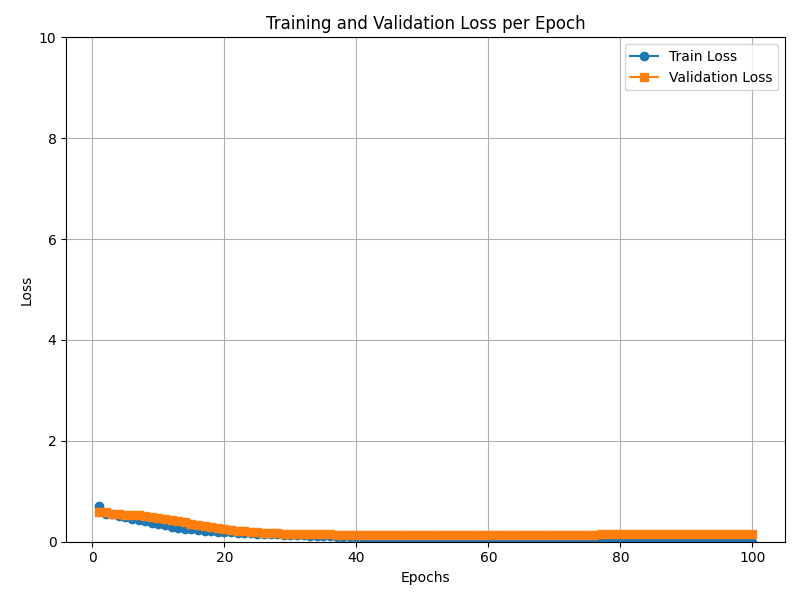 Training and Validation Loss per Epoch
10
8
6
4
2
0
Loss
Train Loss
Validation Loss
0 20 40 60 80 100
Epochs